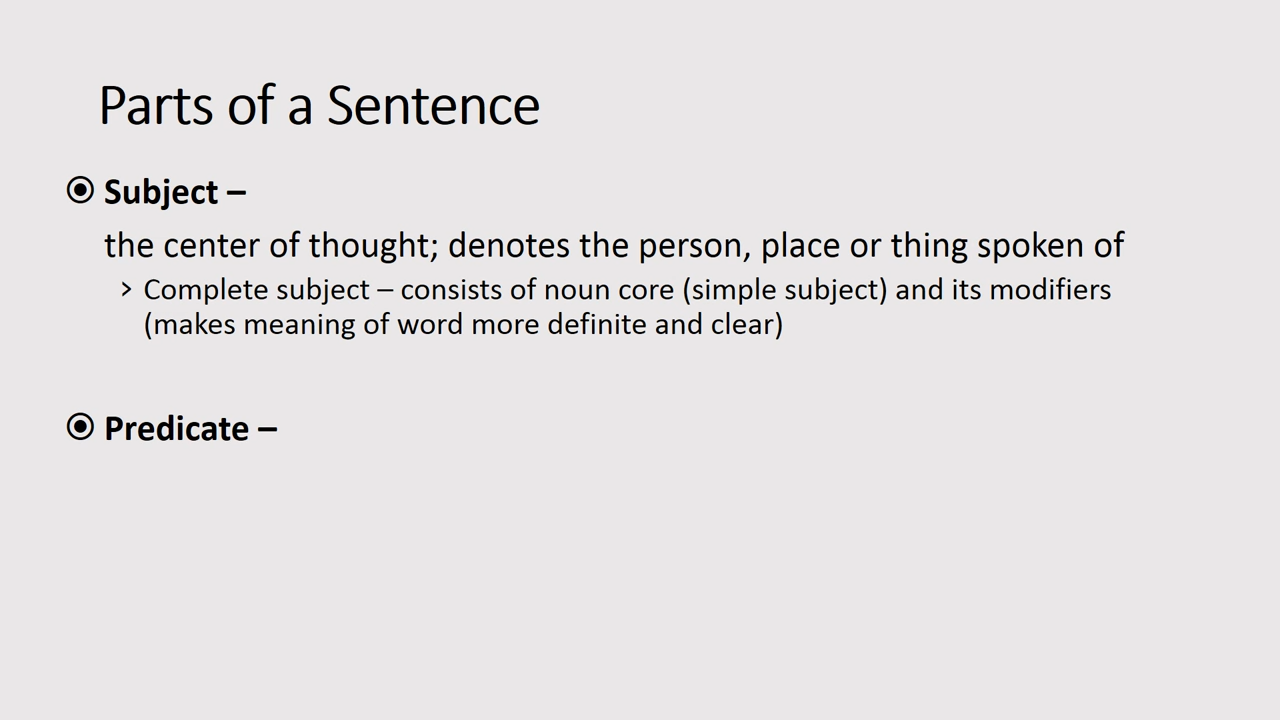 Parts of a Sentence
Subject –
the center of thought; denotes the person, place or thing spoken of
Complete subject – consists of noun core (simple subject) and its modifiers
(makes meaning of word more definite and clear)
Predicate –